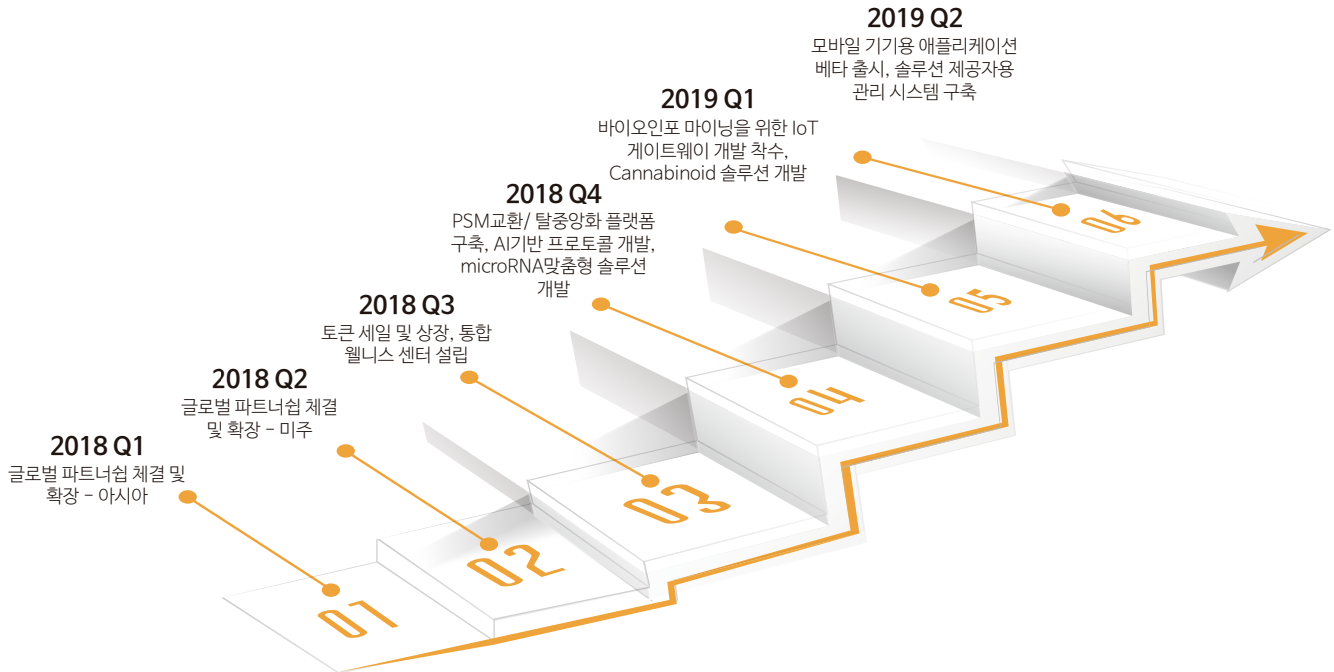 2018 Q1
글로벌 파트너쉽 체결 및
확장 – 아시아
01
2018 Q2
글로벌 파트너쉽 체결
및 확장 – 미주
02
2018 Q3
토큰 세일 및 상장, 통합
웰니스 센터 설립
03
2018 Q4
PSM교환/ 탈중앙화 플랫폼
구축, AI기반 프로토콜 개발,
microRNA맞춤형 솔루션
개발
04
2019 Q1
바이오인포 마이닝을 위한 IoT
게이트웨이 개발 착수,
Cannabinoid 솔루션 개발
05
2019 Q2
모바일 기기용 애플리케이션
베타 출시, 솔루션 제공자용
관리 시스템 구축
06